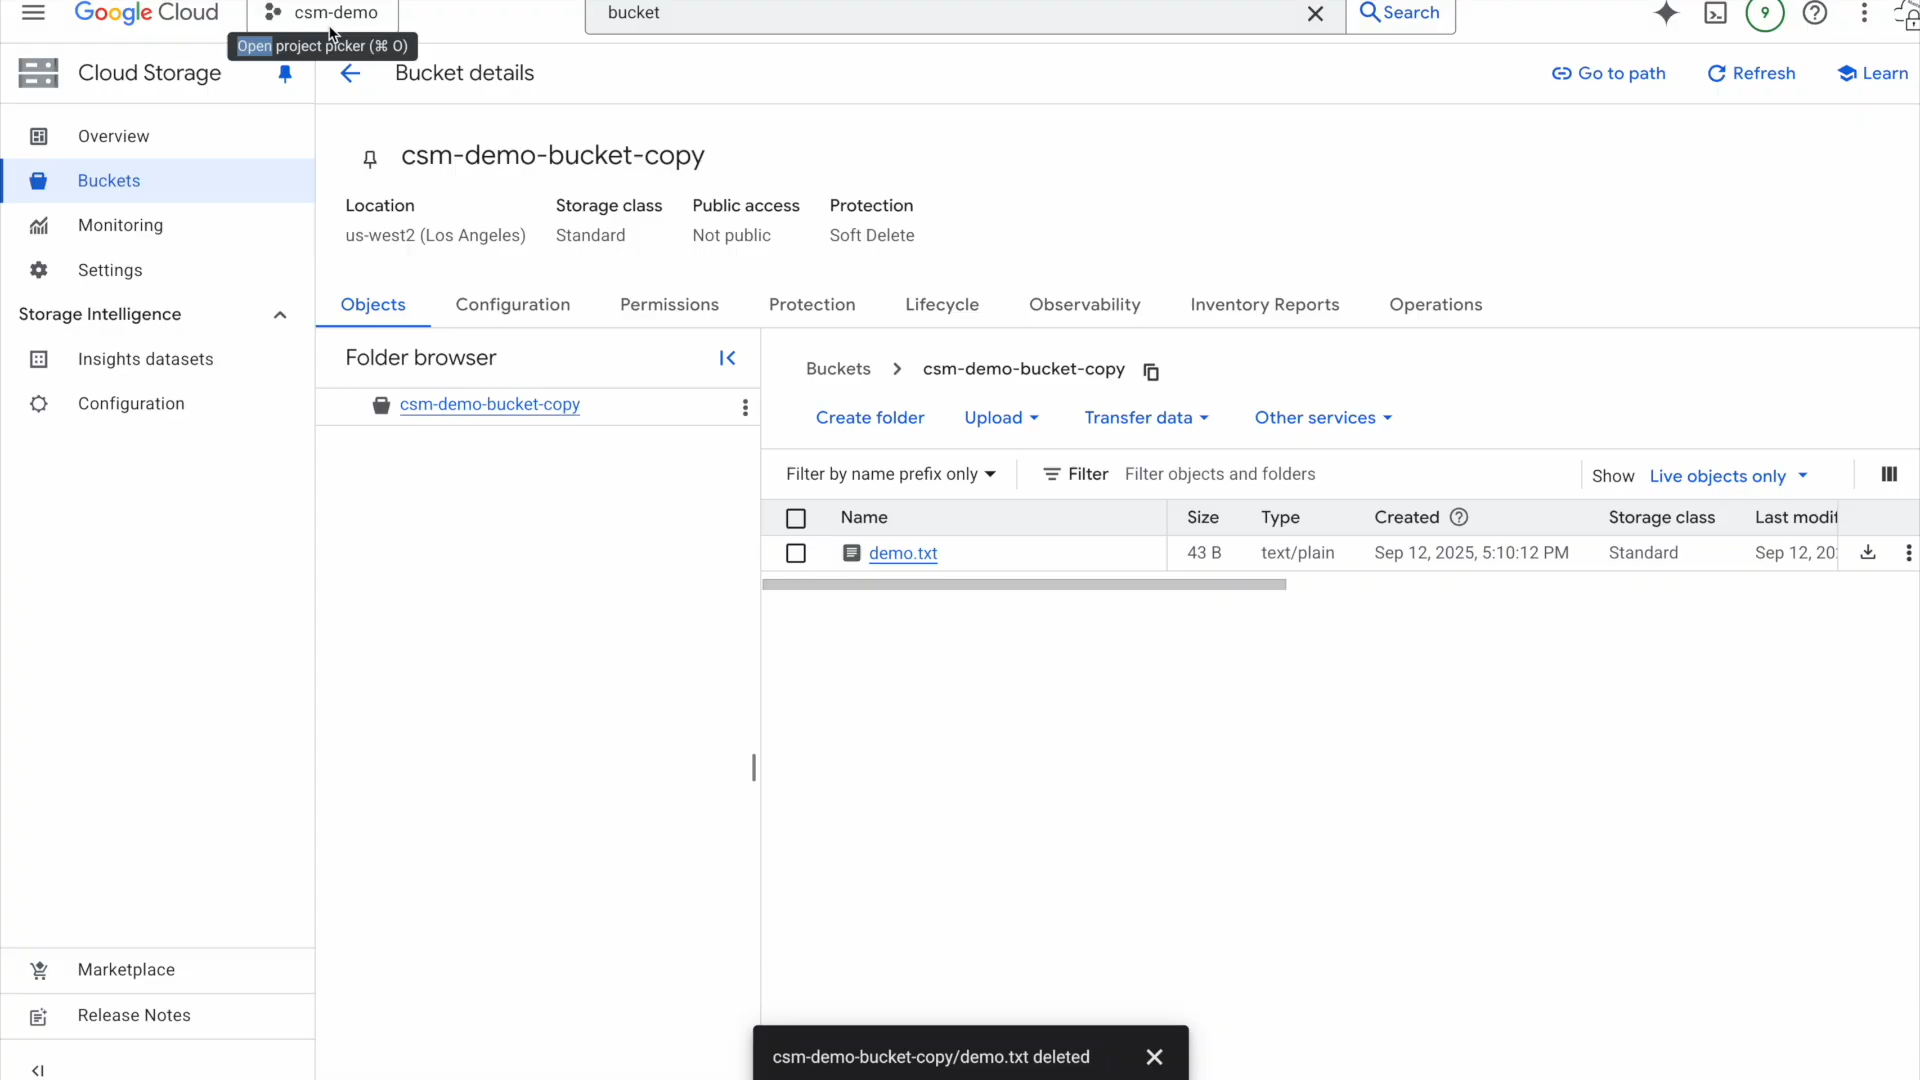 Google Cloud
csm-demo
bucket
Search
9
Open project picker (⌘ O)
Cloud Storage
Bucket details
Go to path
Refresh
Learn
Overview
Buckets
Monitoring
Settings
Storage Intelligence
Insights datasets
Configuration
Marketplace
Release Notes
csm-demo-bucket-copy
Location
Storage class
Public access
Protection
us-west2 (Los Angeles)
Standard
Not public
Soft Delete
Objects
Configuration
Permissions
Protection
Lifecycle
Observability
Inventory Reports
Operations
Folder browser
csm-demo-bucket-copy
Buckets
csm-demo-bucket-copy
Create folder
Upload
Transfer data
Other services
Filter by name prefix only
Filter
Filter objects and folders
Show
Live objects only
Name
Size
Type
Created
Storage class
Last modif
demo.txt
43 B
text/plain
Sep 12, 2025, 5:10:12 PM
Standard
Sep 12, 20
csm-demo-bucket-copy/demo.txt deleted